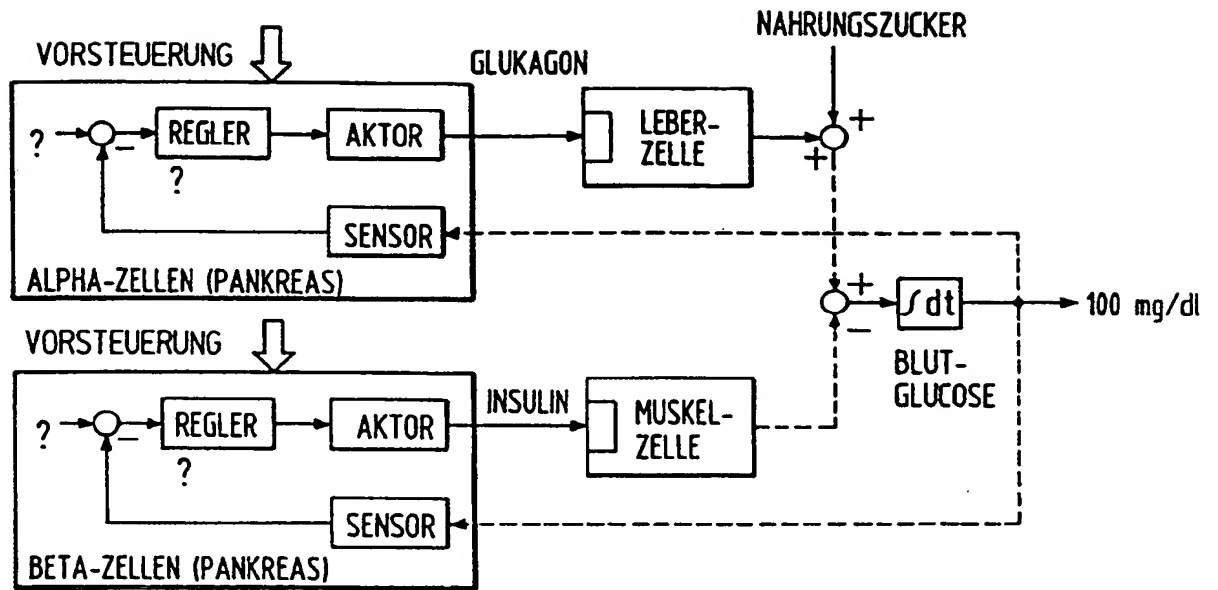 NAHRUNGSZUCKER
VORSTEUERUNG
GLUKAGON
+
+
? − REGLER AKTOR
?
LEBER-
ZELLE
SENSOR
ALPHA-ZELLEN (PANKREAS)
+
−
∫dt
100 mg/dl
BLUT-
GLUCOSE
VORSTEUERUNG
INSULIN
? − REGLER AKTOR
?
MUSKEL-
ZELLE
SENSOR
BETA-ZELLEN (PANKREAS)